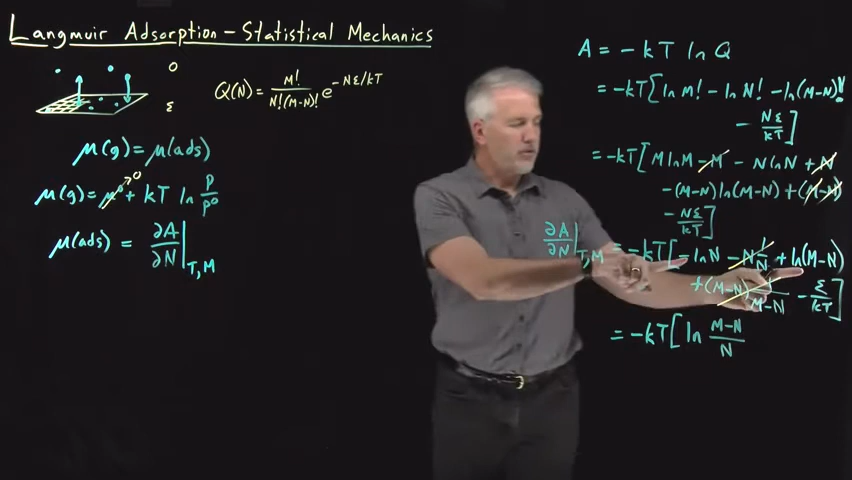 Langmuir Adsorption - Statistical Mechanics
0
ε
Q(N) = M! / N!(M-N)! e^-Nε/kT
μ(g) = μ(ads)
μ(g) = μ° → 0 + kT ln P/P°
μ(ads) = ∂A/∂N |T,M
A = -kT ln Q
= -kT[ln M! - ln N! - ln(M-N)!
- Nε/kT]
= -kT[M ln M - M - N ln N + N
- (M-N) ln(M-N) + (M-N)
- Nε/kT]
∂A/∂N |T,M = -kT[- ln N - N 1/N + ln(M-N)
+ (M-N) 1/M-N - ε/kT]
= -kT[ln M-N/N